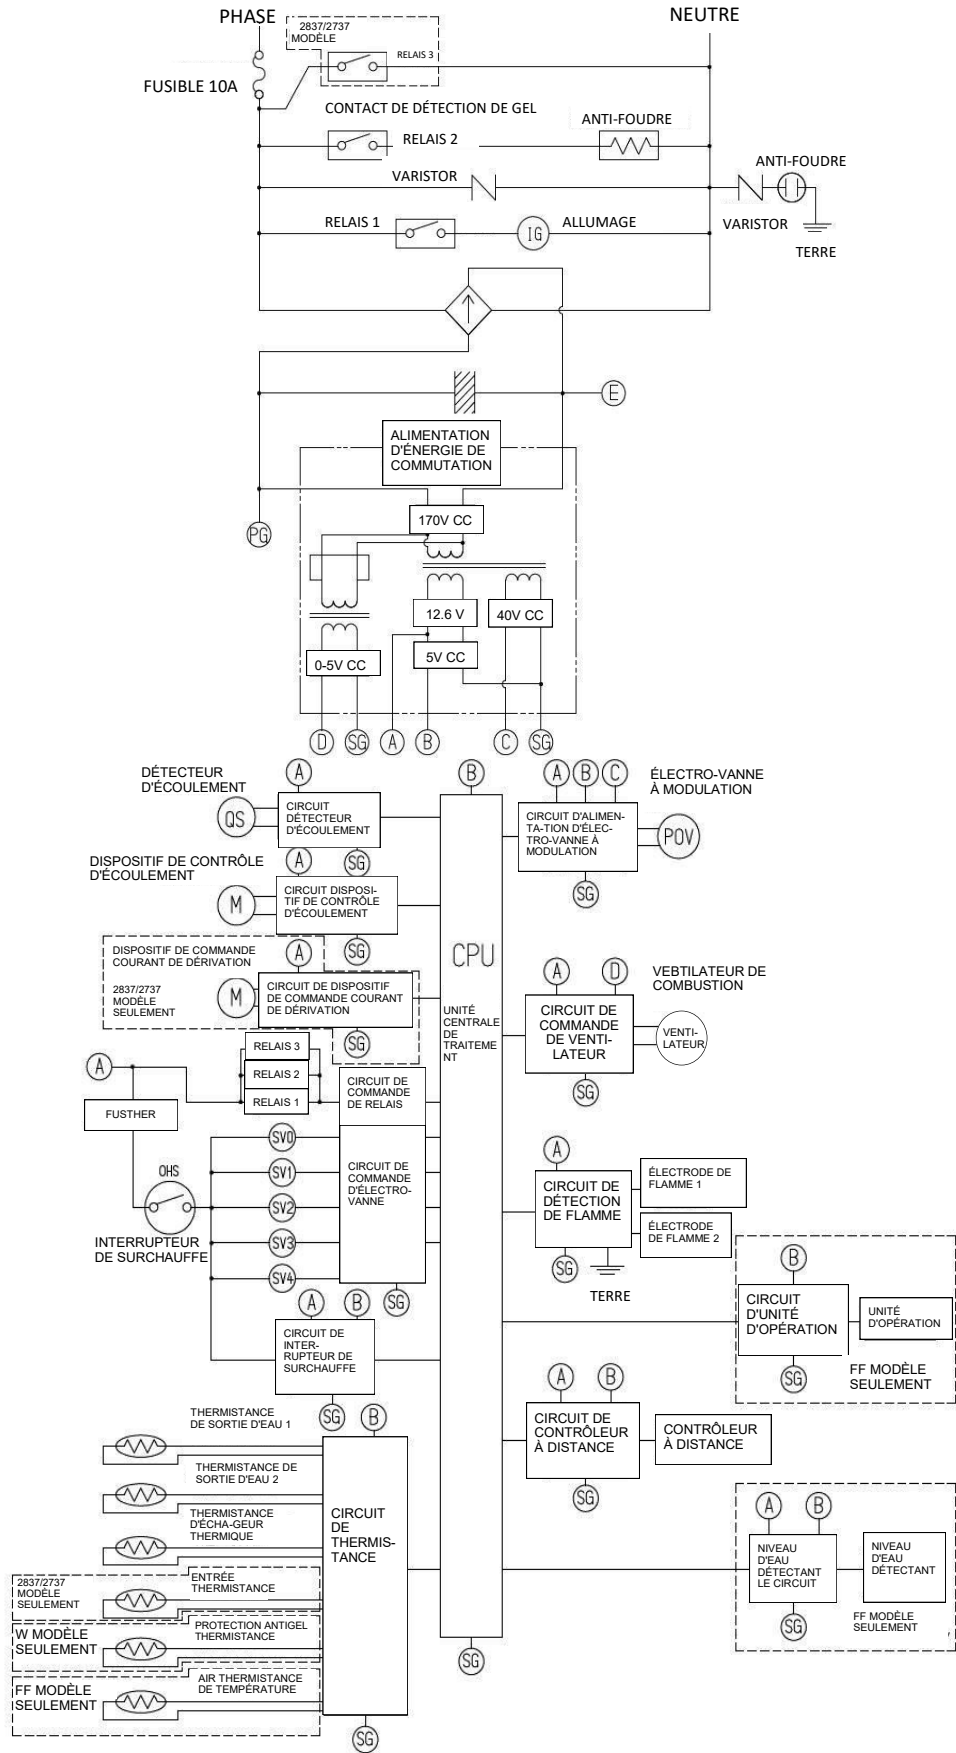 PHASE
NEUTRE
2837/2737
MODÈLE
RELAIS 3
FUSIBLE 10A
CONTACT DE DÉTECTION DE GEL
RELAIS 2
ANTI-FOUDRE
VARISTOR
ANTI-FOUDRE
RELAIS 1
IG
ALLUMAGE
VARISTOR
TERRE
E
ALIMENTATION
D'ÉNERGIE DE
COMMUTATION
PG
170V CC
12.6 V
40V CC
0-5V CC
5V CC
D
SG
A
B
C
SG
DÉTECTEUR
D'ÉCOULEMENT
A
QS
CIRCUIT
DÉTECTEUR
D'ÉCOULEMENT
SG
B
A
B
C
ÉLECTRO-VANNE
À MODULATION
CIRCUIT D'ALIMEN-
TA-TION D'ÉLEC-
TRO-VANNE À
MODULATION
POV
SG
DISPOSITIF DE CONTRÔLE
D'ÉCOULEMENT
A
M
CIRCUIT DISPOSI-
TIF DE CONTRÔLE
D'ÉCOULEMENT
SG
DISPOSITIF DE COMMANDE
COURANT DE DÉRIVATION
2837/2737
MODÈLE
SEULEMENT
A
M
CIRCUIT DE DISPOSITIF
DE COMMANDE COURANT
DE DÉRIVATION
SG
CPU
UNITÉ
CENTRALE
DE
TRAITEME
NT
A
D
VEBTILATEUR DE
COMBUSTION
CIRCUIT DE
COMMANDE
DE VENTI-
LATEUR
VENTI-
LATEUR
SG
A
RELAIS 3
RELAIS 2
RELAIS 1
CIRCUIT DE
COMMANDE
DE RELAIS
FUSTHER
OHS
INTERRUPTEUR
DE SURCHAUFFE
SV0
SV1
SV2
SV3
SV4
CIRCUIT DE
COMMANDE
D'ÉLECTRO-
VANNE
SG
A
CIRCUIT DE
DÉTECTION
DE FLAMME
ÉLECTRODE DE
FLAMME 1
ÉLECTRODE
DE FLAMME 2
SG
TERRE
A
B
CIRCUIT DE
INTER-
RUPTEUR DE
SURCHAUFFE
SG
B
CIRCUIT
D'UNITÉ
D'OPÉRATION
UNITÉ
D'OPÉRATION
SG
FF MODÈLE
SEULEMENT
A
B
CIRCUIT DE
CONTRÔLEUR
À DISTANCE
CONTRÔLEUR
À DISTANCE
SG
B
THERMISTANCE
DE SORTIE D'EAU 1
THERMISTANCE DE
SORTIE D'EAU 2
THERMISTANCE
D'ÉCHA-GEUR
THERMIQUE
CIRCUIT
DE
THERMIS-
TANCE
2837/2737
MODÈLE
SEULEMENT
ENTRÉE
THERMISTANCE
W MODÈLE
SEULEMENT
PROTECTION ANTIGEL
THERMISTANCE
FF MODÈLE
SEULEMENT
AIR THERMISTANCE
DE TEMPÉRATURE
SG
SG
A
B
NIVEAU
D'EAU
DÉTECTANT
LE CIRCUIT
NIVEAU
D'EAU
DÉTECTANT
SG
FF MODÈLE
SEULEMENT